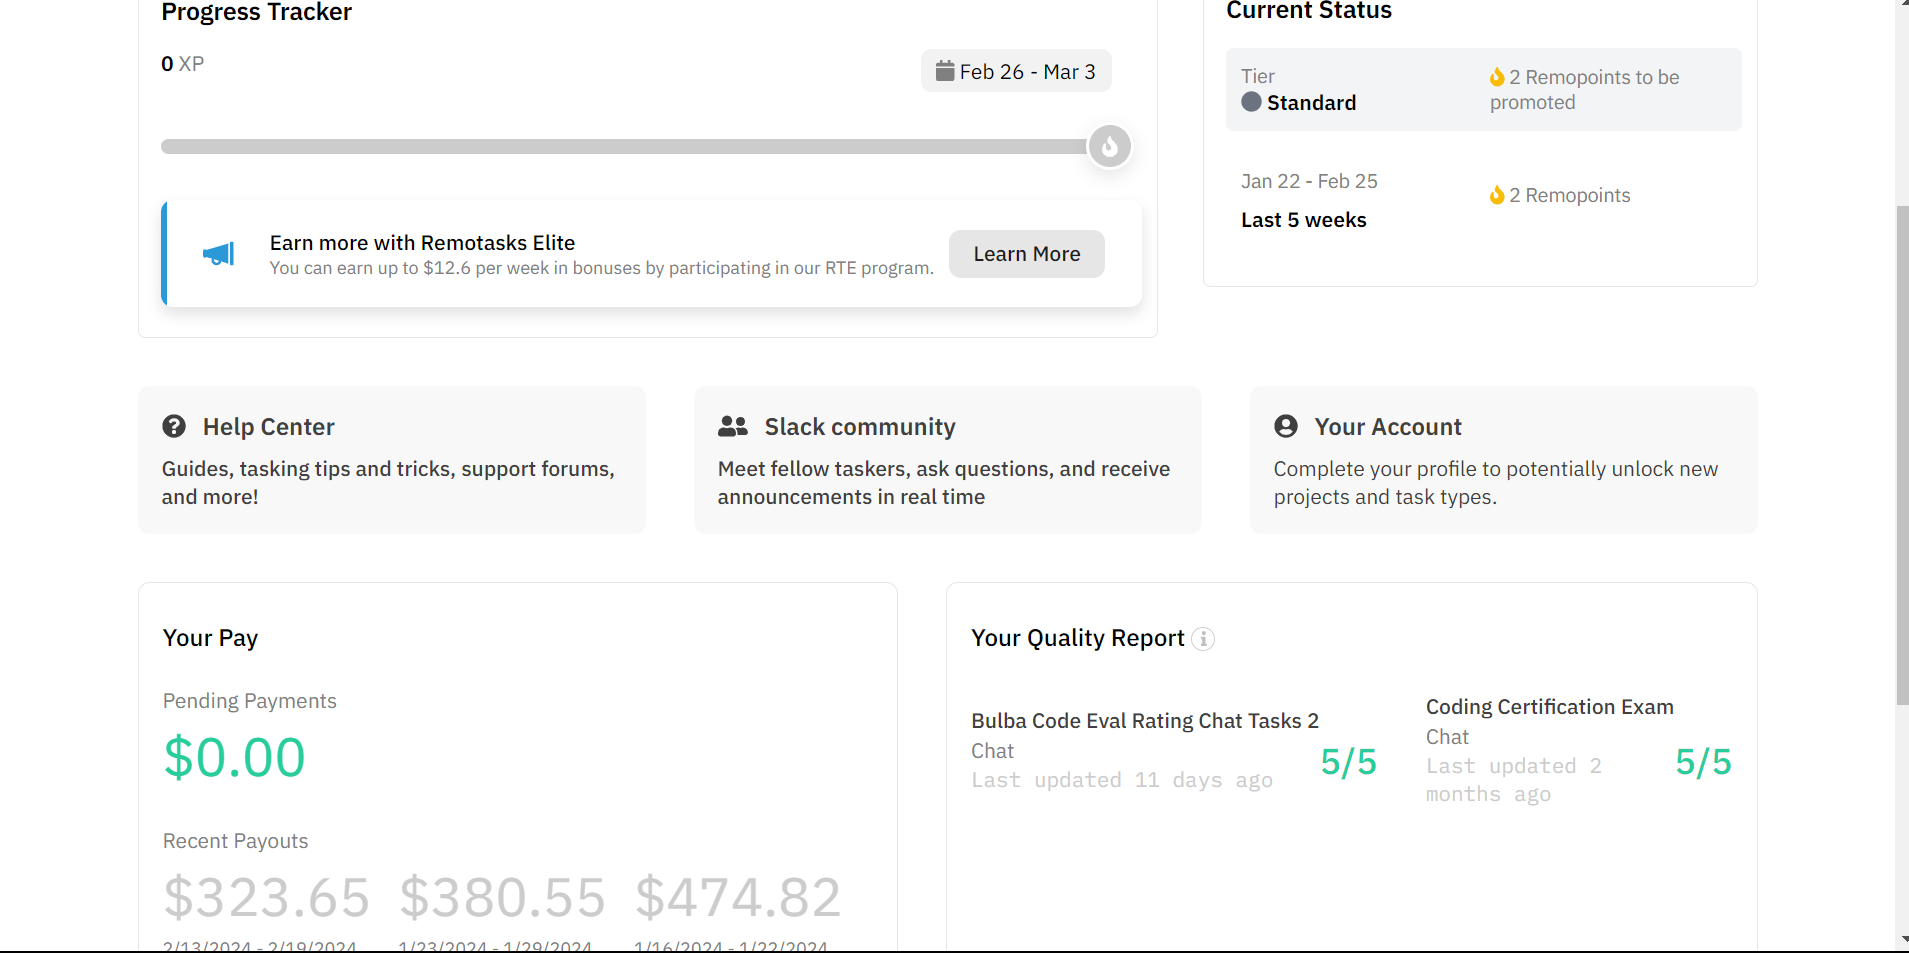 Progress Tracker
0 XP
Feb 26 - Mar 3
Earn more with Remotasks Elite
You can earn up to $12.6 per week in bonuses by participating in our RTE program.
Learn More
Current Status
Tier
Standard
2 Remopoints to be
promoted
Jan 22 - Feb 25
Last 5 weeks
2 Remopoints
Help Center
Guides, tasking tips and tricks, support forums,
and more!
Slack community
Meet fellow taskers, ask questions, and receive
announcements in real time
Your Account
Complete your profile to potentially unlock new
projects and task types.
Your Pay
Pending Payments
$0.00
Recent Payouts
$323.65 $380.55 $474.82
2/13/2024 - 2/19/2024 1/23/2024 - 1/29/2024 1/16/2024 - 1/22/2024
Your Quality Report
Bulba Code Eval Rating Chat Tasks 2
Chat
Last updated 11 days ago
5/5
Coding Certification Exam
Chat
Last updated 2
months ago
5/5